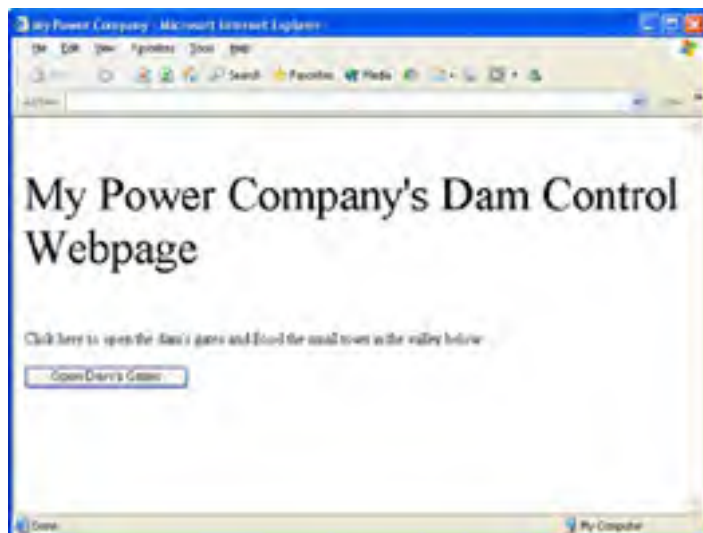 My Power Company - Microsoft Internet Explorer
File Edit View Favorites Tools Help
Search Favorites Media
Address
My Power Company's Dam Control
Webpage
Click here to open the dam's gates and flood the small town in the valley below
Open Dam's Gates
Done My Computer